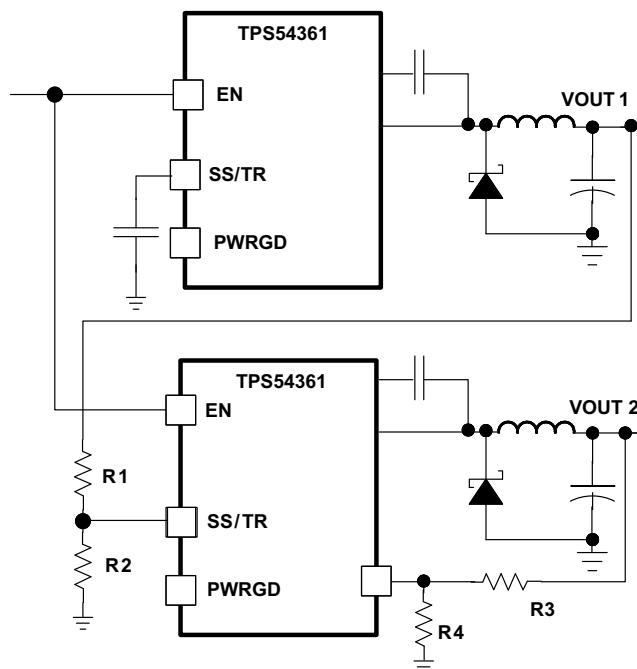 TPS54361
EN
VOUT 1
SS/TR
PWRGD
TPS54361
EN
VOUT 2
R1
SS/TR
R2
PWRGD
R3
R4